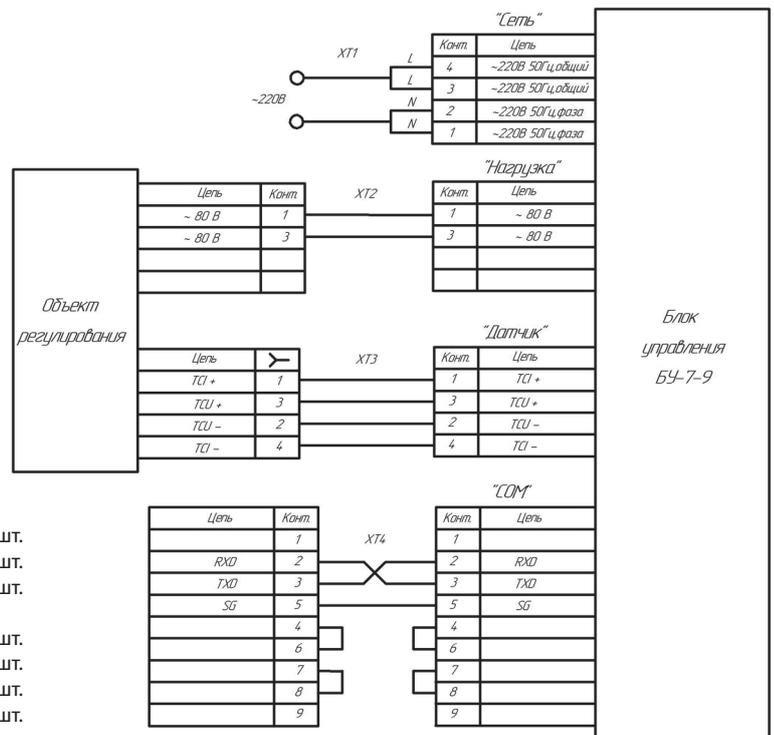 "Сеть"
Конт. Цепь
XT1 L 4 ~220В 50Гц,общий
L 3 ~220В 50Гц,общий
~220В N 2 ~220В 50Гц,фаза
N 1 ~220В 50Гц,фаза
"Нагрузка"
Цепь Конт. XT2 Конт. Цепь
~ 80 В 1 1 ~ 80 В
~ 80 В 3 3 ~ 80 В
Объект
регулирования
Блок
управления
БУ-7-9
"Датчик"
Цепь XT3 Конт. Цепь
TCI + 1 1 TCI +
TCU + 3 3 TCU +
TCU – 2 2 TCU –
TCI – 4 4 TCI –
"COM"
Цепь Конт. XT4 Конт. Цепь
1 1
RXD 2 2 RXD
TXD 3 3 TXD
SG 5 5 SG
4 4
6 6
7 7
8 8
9 9
шт.
шт.
шт.
шт.
шт.
шт.
шт.